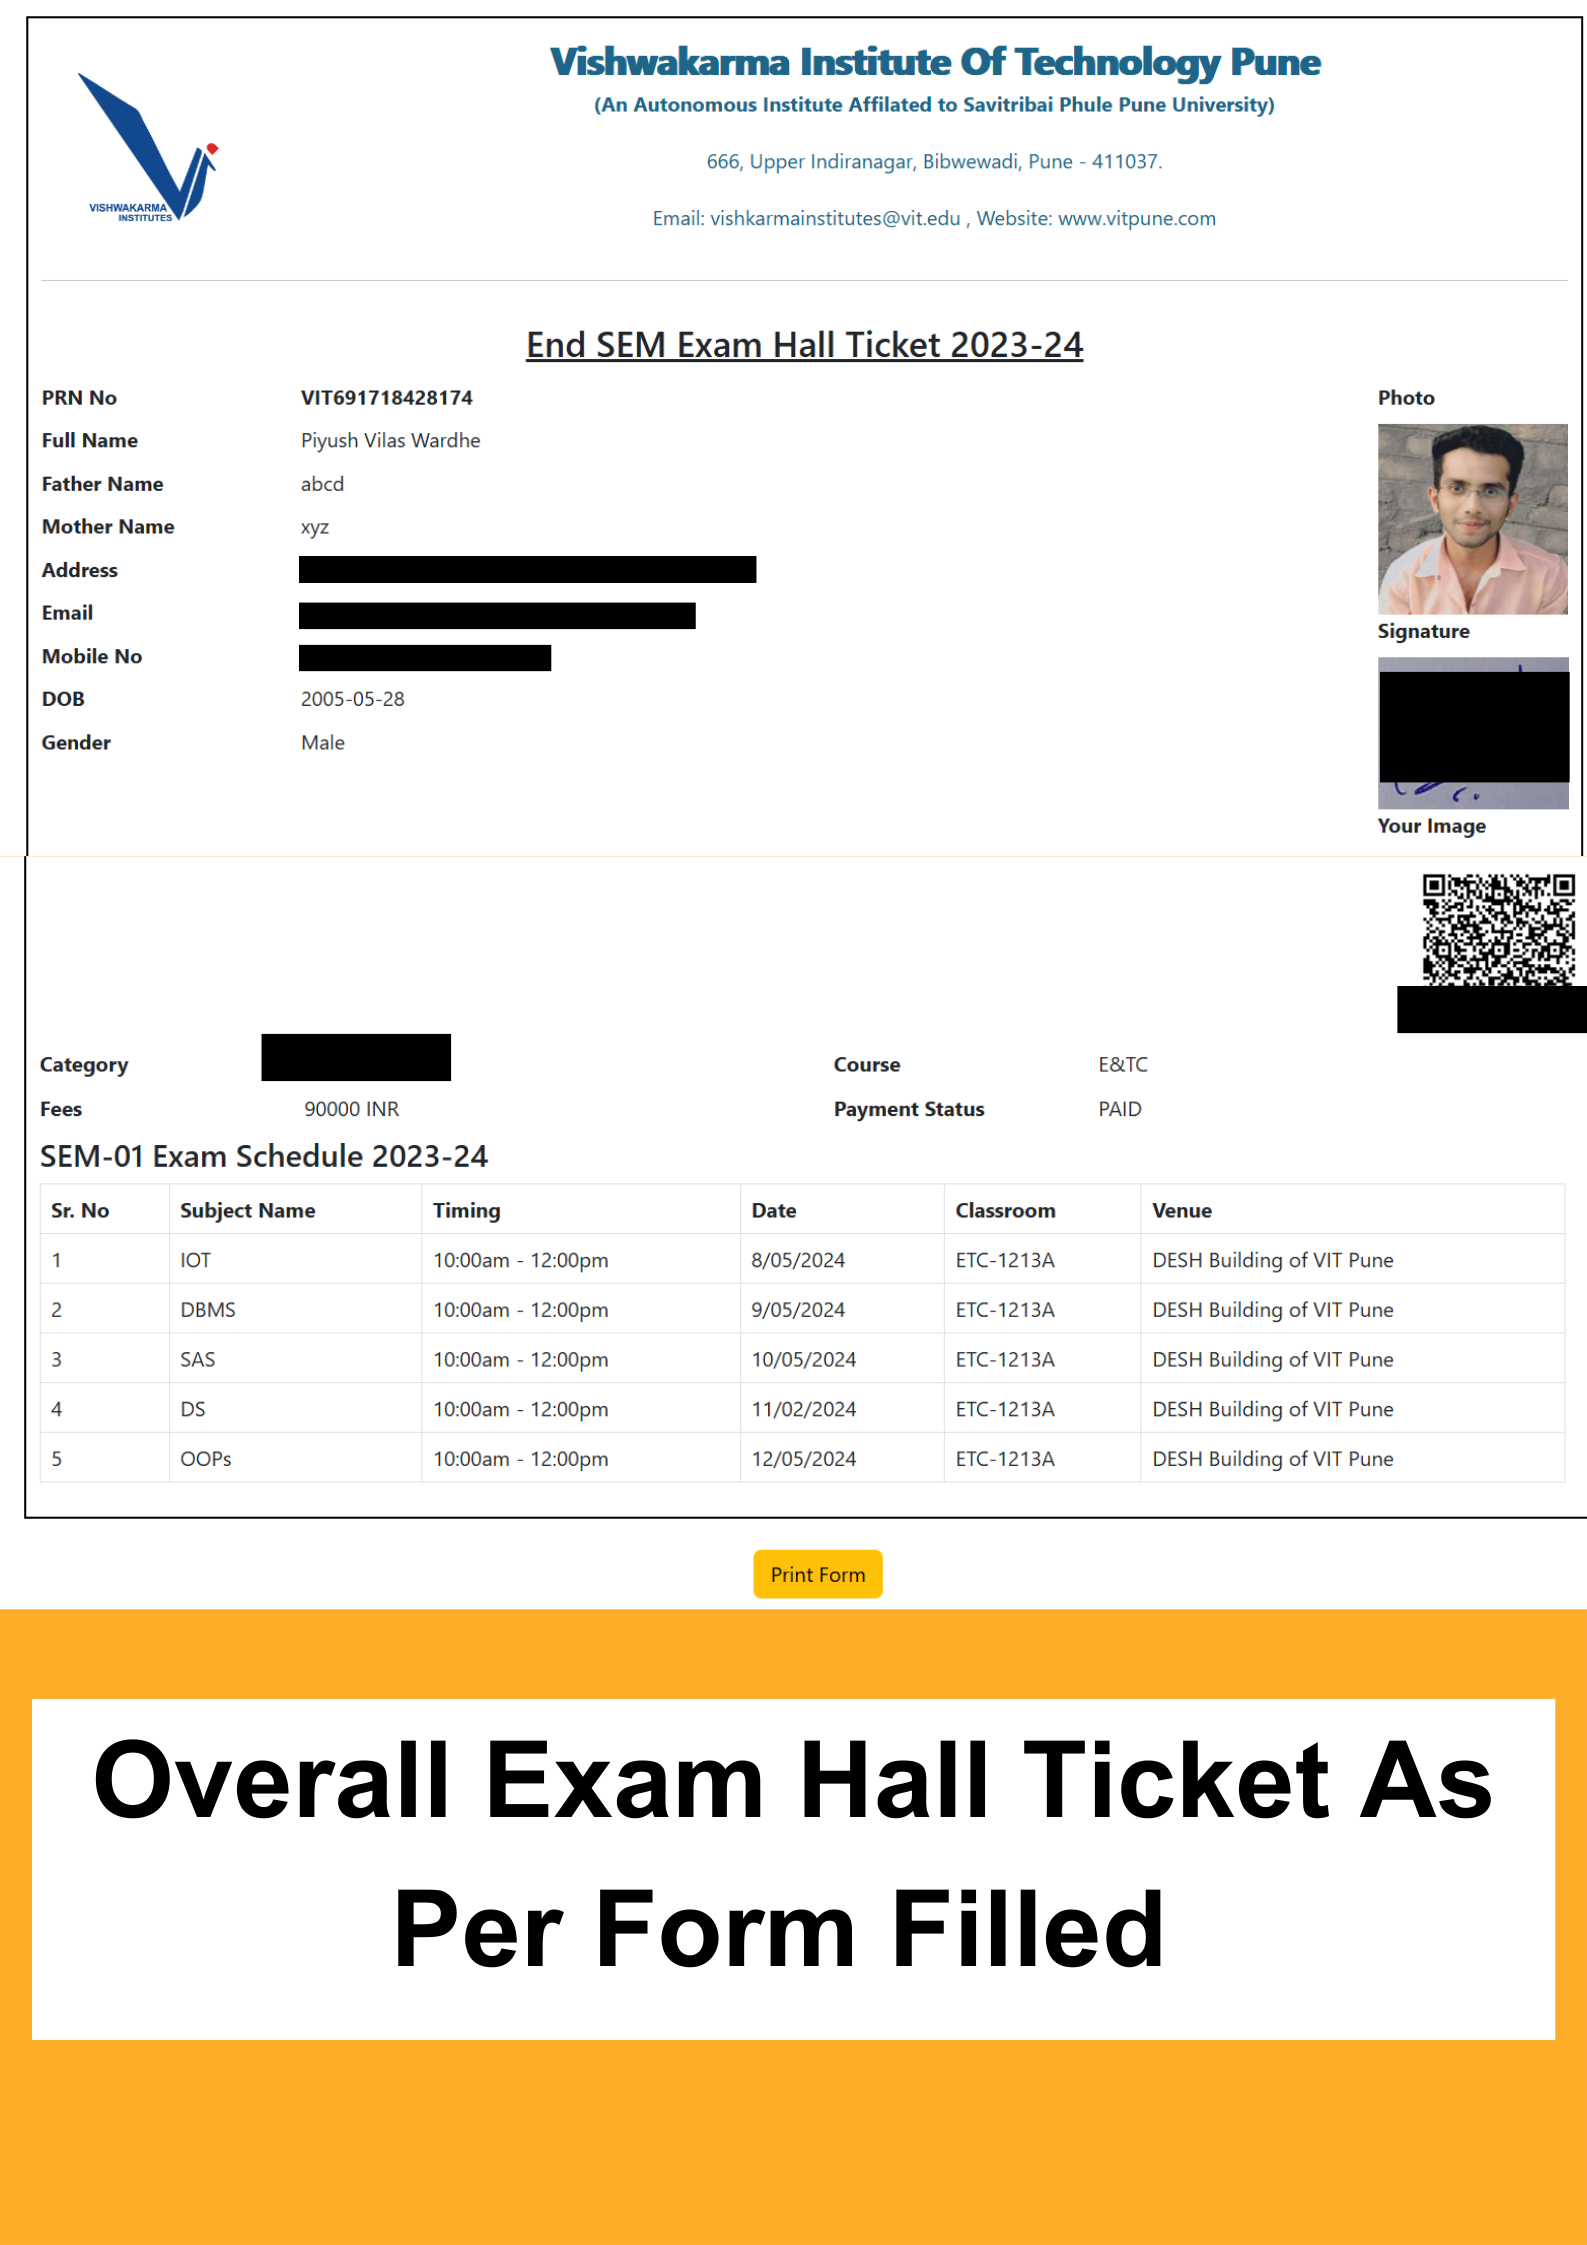 Vishwakarma Institute Of Technology Pune
(An Autonomous Institute Affilated to Savitribai Phule Pune University)
666, Upper Indiranagar, Bibwewadi, Pune - 411037.
Email: vishkarmainstitutes@vit.edu , Website: www.vitpune.com
VISHWAKARMA
INSTITUTES
End SEM Exam Hall Ticket 2023-24
PRN No VIT691718428174 Photo
Full Name Piyush Vilas Wardhe
Father Name abcd
Mother Name xyz
Address
Email
Signature
Mobile No
DOB 2005-05-28
Gender Male
Your Image
Category Course E&TC
Fees 90000 INR Payment Status PAID
SEM-01 Exam Schedule 2023-24
Sr. No Subject Name Timing Date Classroom Venue
1 IOT 10:00am - 12:00pm 8/05/2024 ETC-1213A DESH Building of VIT Pune
2 DBMS 10:00am - 12:00pm 9/05/2024 ETC-1213A DESH Building of VIT Pune
3 SAS 10:00am - 12:00pm 10/05/2024 ETC-1213A DESH Building of VIT Pune
4 DS 10:00am - 12:00pm 11/02/2024 ETC-1213A DESH Building of VIT Pune
5 OOPs 10:00am - 12:00pm 12/05/2024 ETC-1213A DESH Building of VIT Pune
Print Form
Overall Exam Hall Ticket As
Per Form Filled